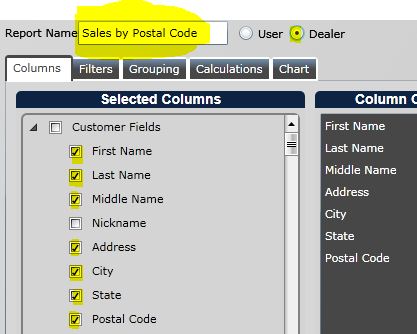 Report Name Sales by Postal Code User Dealer
Columns Filters Grouping Calculations Chart
Selected Columns
Customer Fields
First Name
Last Name
Middle Name
Nickname
Address
City
State
Postal Code
Column
First Name
Last Name
Middle Name
Address
City
State
Postal Code